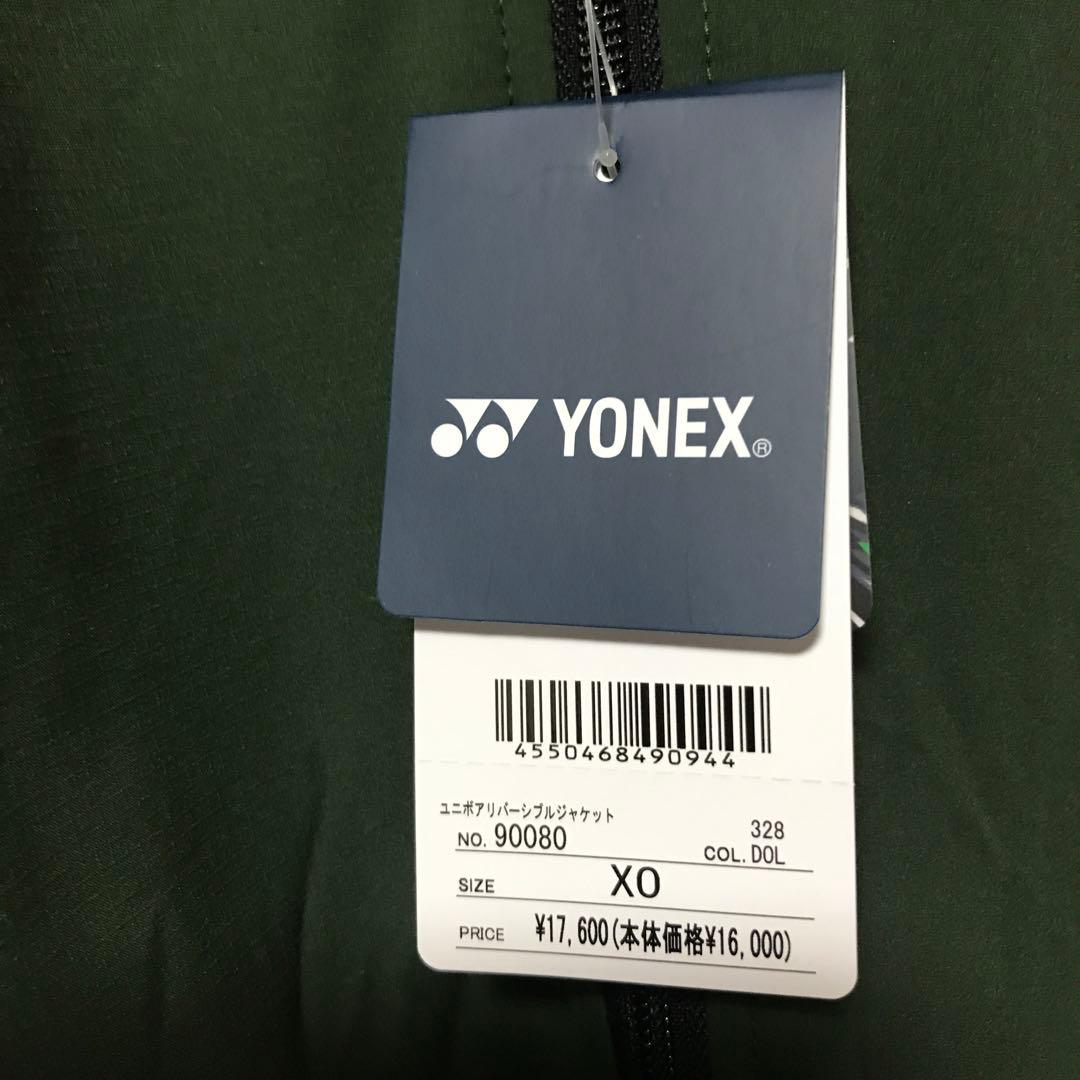 YONEX®
4550468490944
ユニボアリバーシブルジャケット
NO. 90080
328
COL. DOL
SIZE XO
PRICE ¥17,600(本体価格¥16,000)